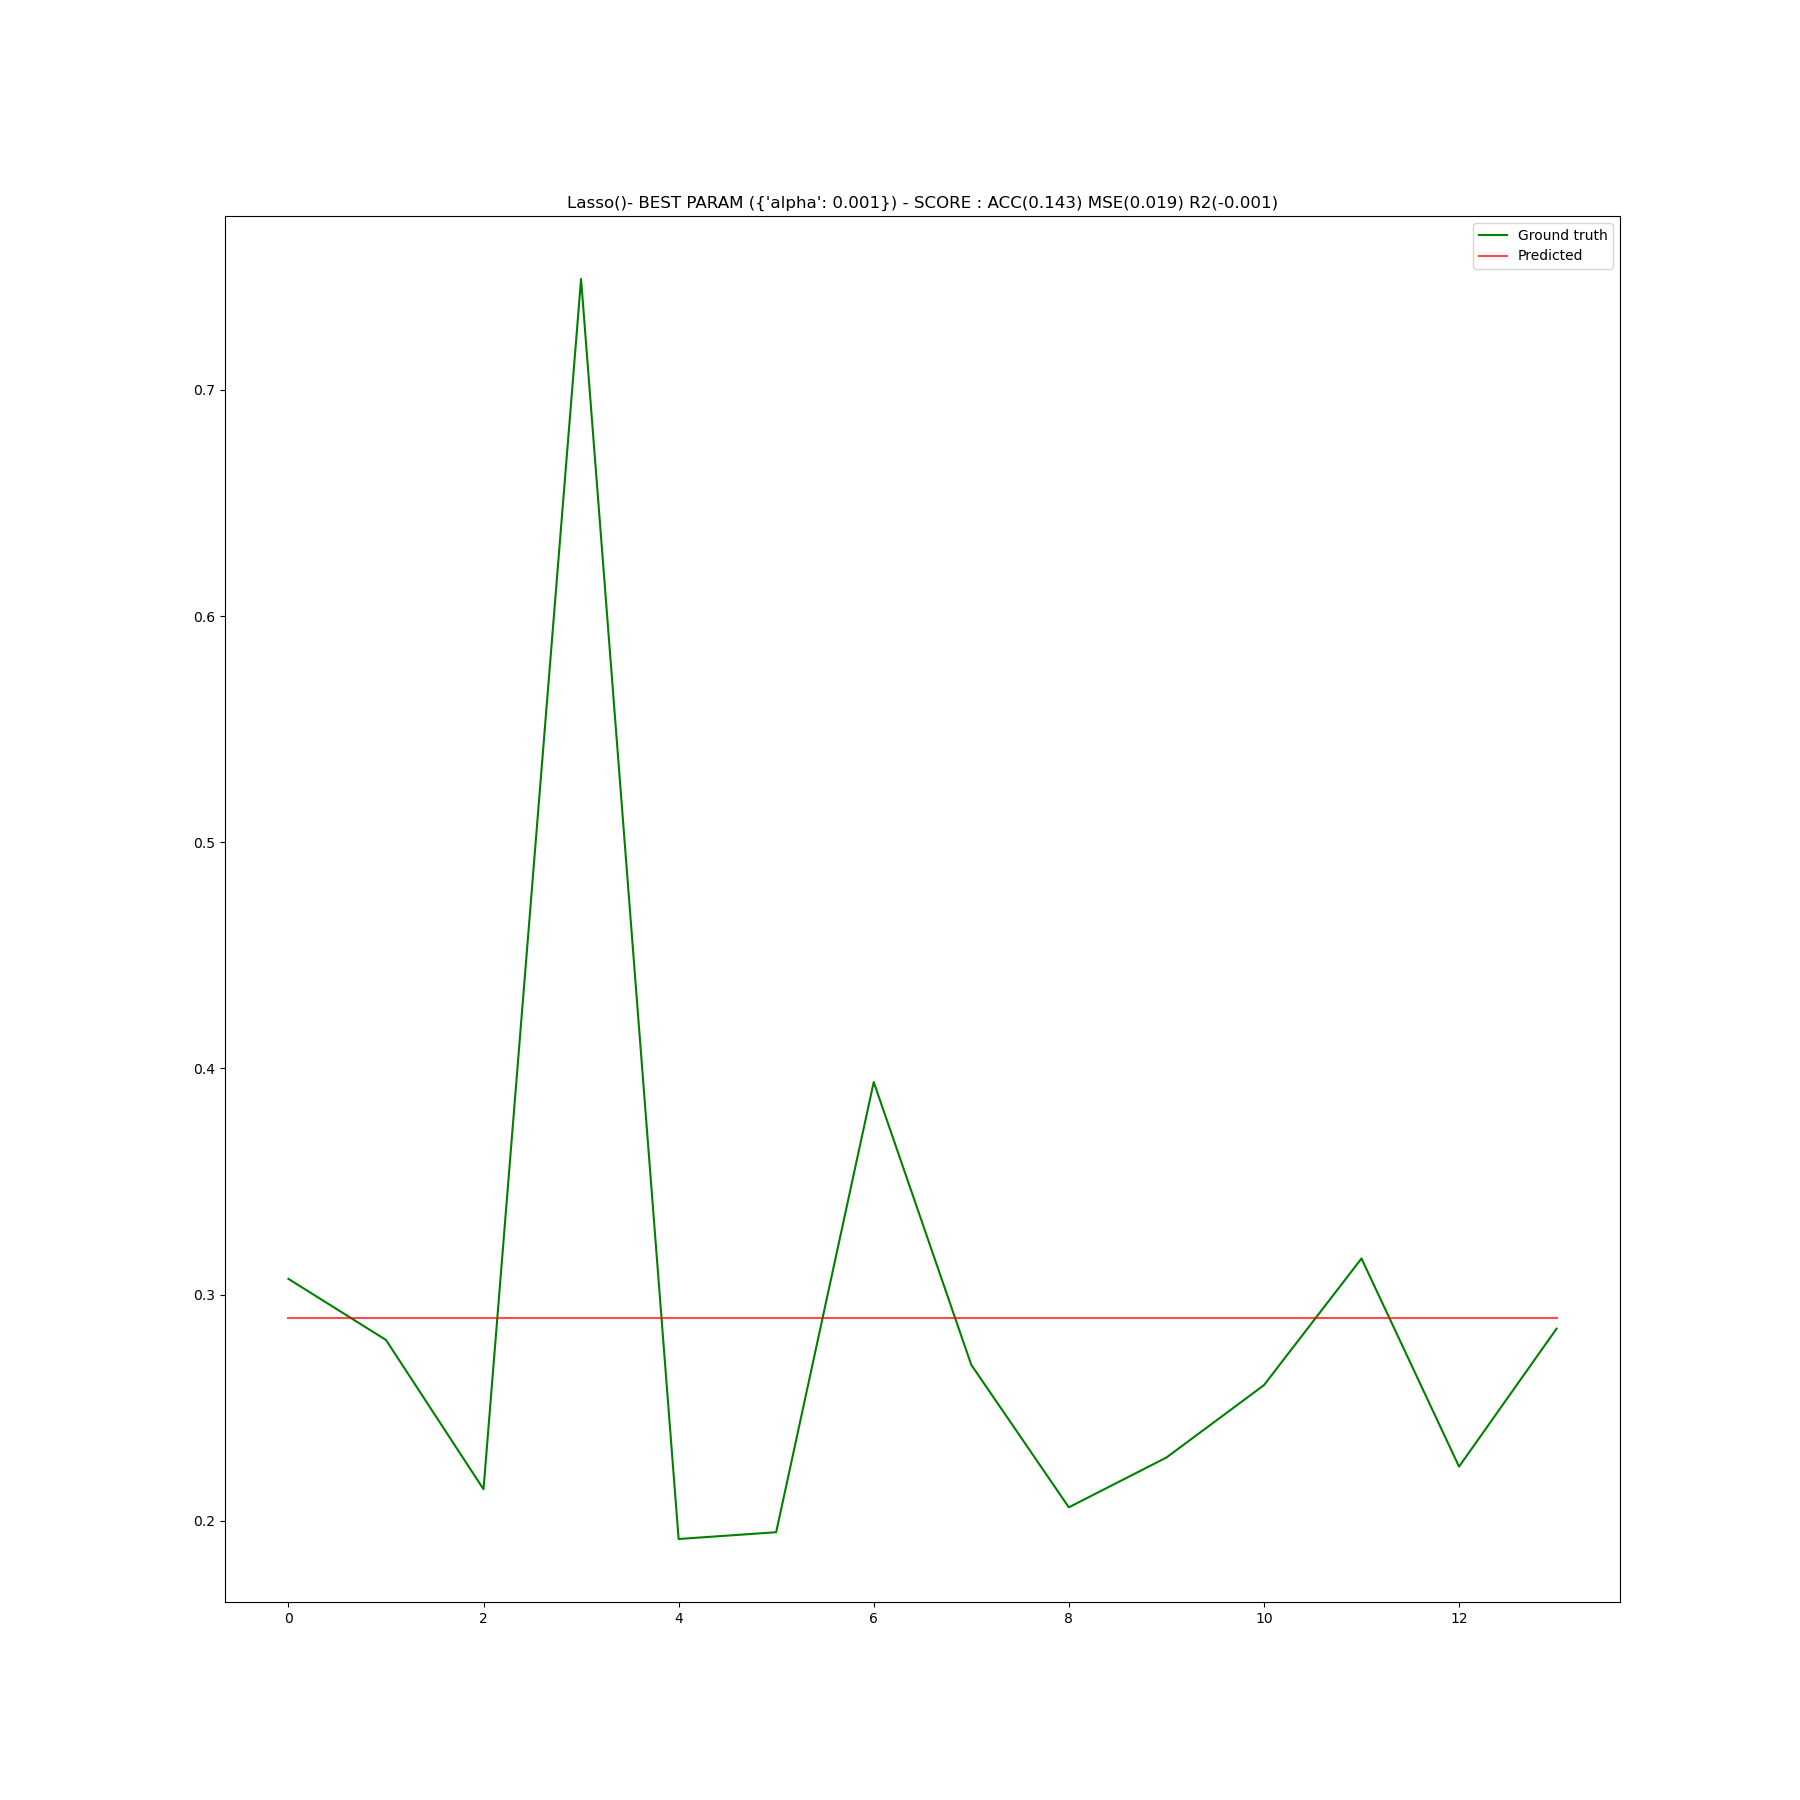 Lasso()- BEST PARAM ({'alpha': 0.001}) - SCORE : ACC(0.143) MSE(0.019) R2(-0.001)
Ground truth
Predicted
0.7
0.6
0.5
0.4
0.3
0.2
0 2 4 6 8 10 12